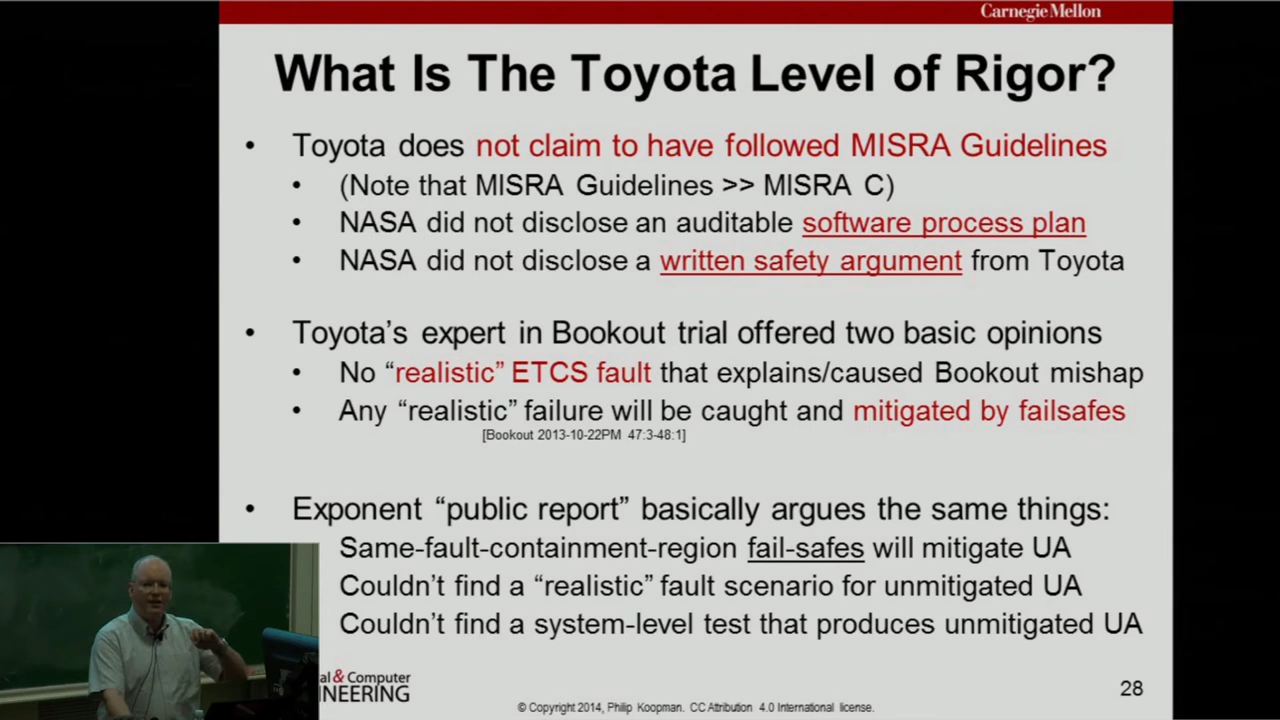 Carnegie Mellon
What Is The Toyota Level of Rigor?
• Toyota does not claim to have followed MISRA Guidelines
• (Note that MISRA Guidelines >> MISRA C)
• NASA did not disclose an auditable software process plan
• NASA did not disclose a written safety argument from Toyota
• Toyota's expert in Bookout trial offered two basic opinions
• No "realistic" ETCS fault that explains/caused Bookout mishap
• Any "realistic" failure will be caught and mitigated by failsafes
[Bookout 2013-10-22PM 47:3-48:1]
• Exponent "public report" basically argues the same things:
Same-fault-containment-region fail-safes will mitigate UA
Couldn't find a "realistic" fault scenario for unmitigated UA
Couldn't find a system-level test that produces unmitigated UA
al & Computer
INEERING
© Copyright 2014, Philip Koopman. CC Attribution 4.0 International license.
28